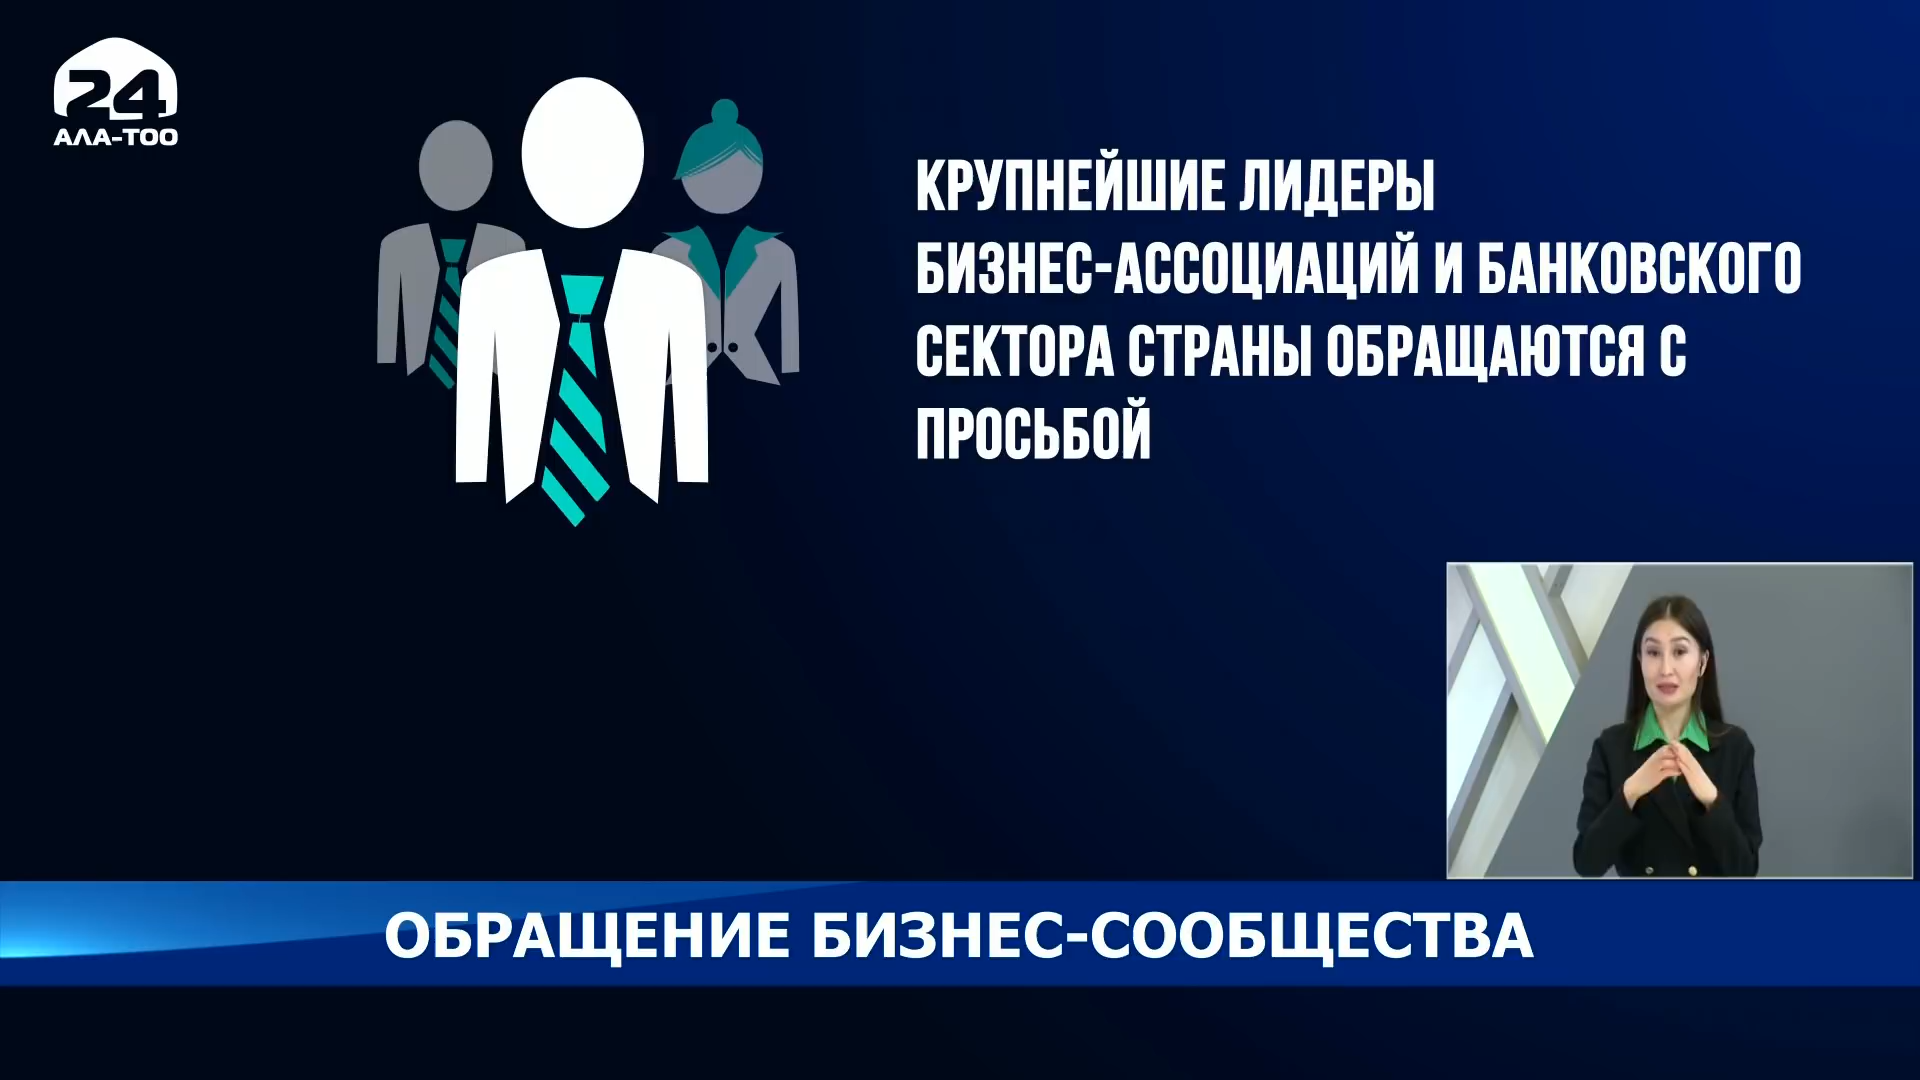 24
АЛА-ТОО
КРУПНЕЙШИЕ ЛИДЕРЫ
БИЗНЕС-АССОЦИАЦИЙ И БАНКОВСКОГО
СЕКТОРА СТРАНЫ ОБРАЩАЮТСЯ С
ПРОСЬБОЙ
ОБРАЩЕНИЕ БИЗНЕС-СООБЩЕСТВА